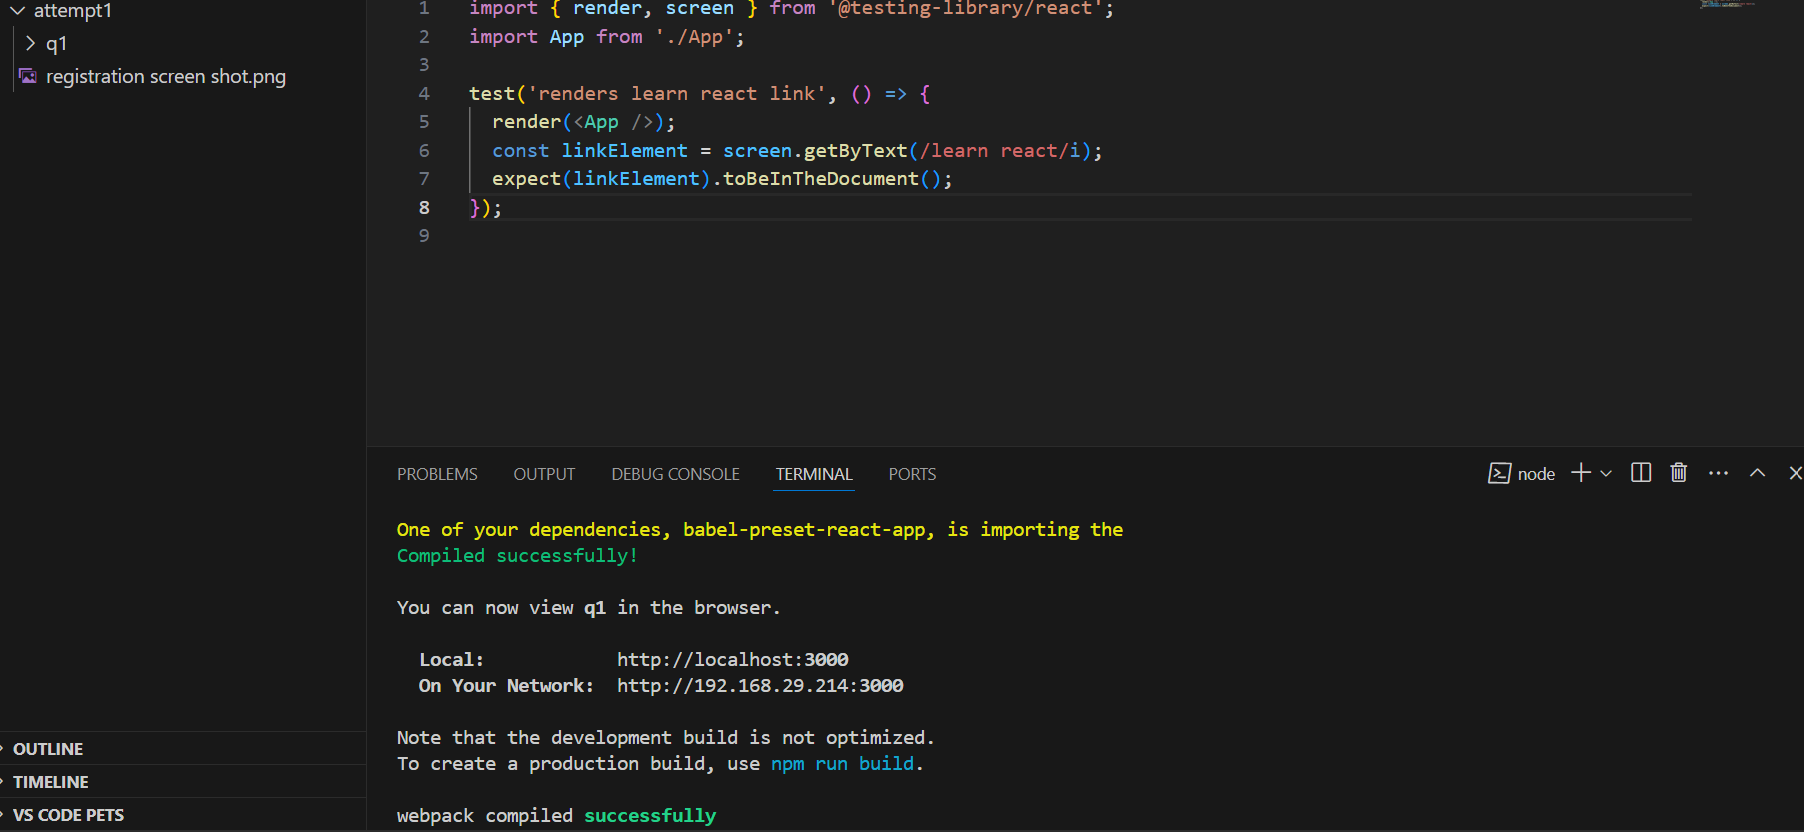 attempt1
q1
registration screen shot.png
1 import { render, screen } from '@testing-library/react';
2 import App from './App';
3
4 test('renders learn react link', () => {
5 render(<App />);
6 const linkElement = screen.getByText(/learn react/i);
7 expect(linkElement).toBeInTheDocument();
8 });
9
PROBLEMS OUTPUT DEBUG CONSOLE TERMINAL PORTS node
One of your dependencies, babel-preset-react-app, is importing the
Compiled successfully!
You can now view q1 in the browser.
Local: http://localhost:3000
On Your Network: http://192.168.29.214:3000
Note that the development build is not optimized.
To create a production build, use npm run build.
webpack compiled successfully
OUTLINE
TIMELINE
VS CODE PETS